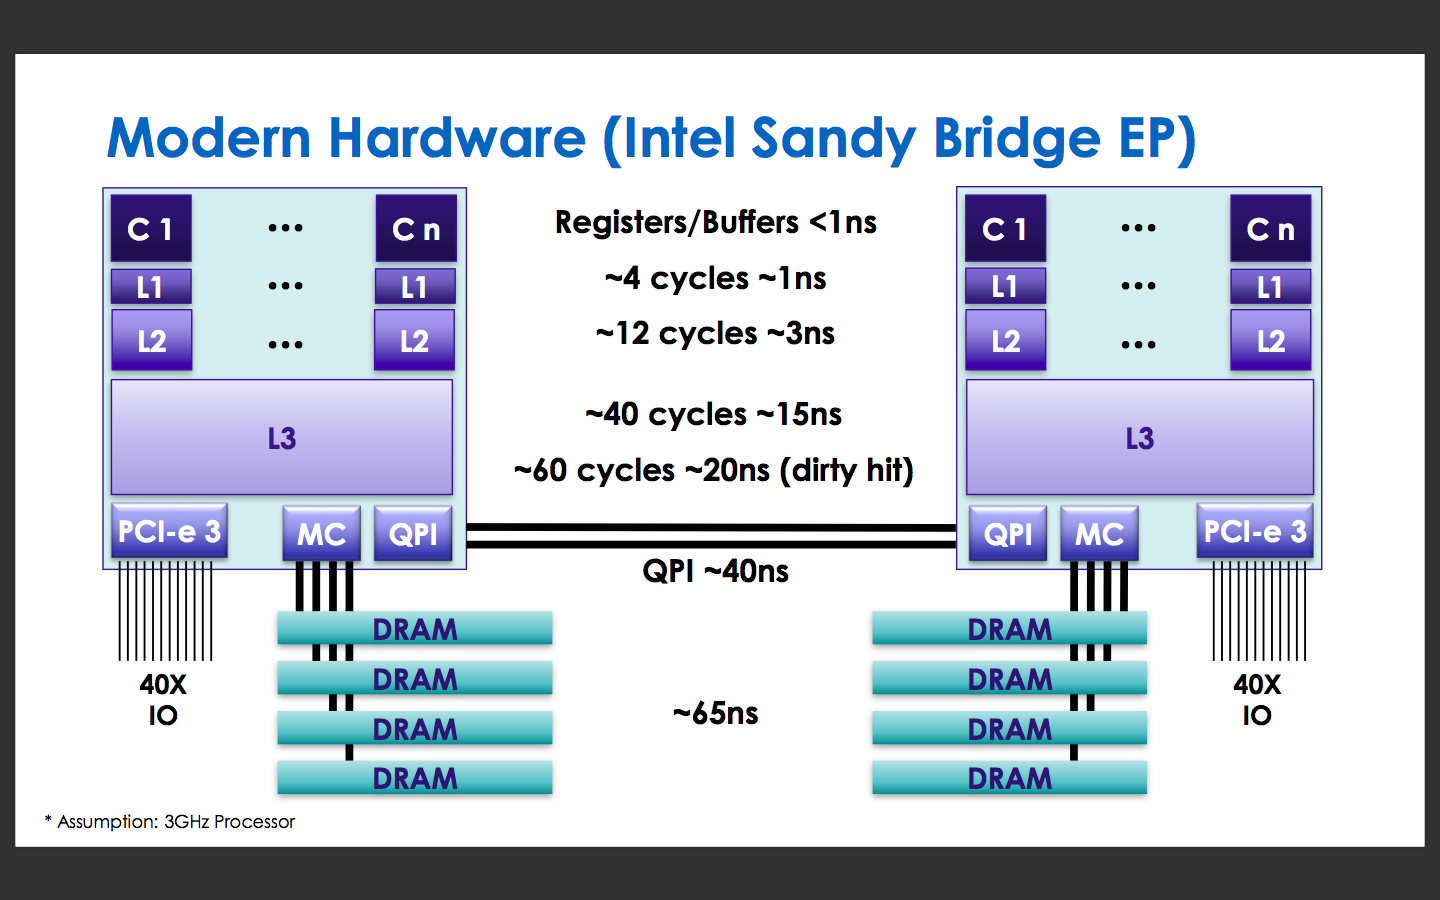 Modern Hardware (Intel Sandy Bridge EP)
C 1 ... C n
L1 ... L1
L2 ... L2
L3
PCI-e 3 MC QPI
Registers/Buffers <1ns
~4 cycles ~1ns
~12 cycles ~3ns
~40 cycles ~15ns
~60 cycles ~20ns (dirty hit)
QPI ~40ns
~65ns
C 1 ... C n
L1 ... L1
L2 ... L2
L3
QPI MC PCI-e 3
40X
IO
DRAM
DRAM
DRAM
DRAM
DRAM
DRAM
DRAM
DRAM
40X
IO
* Assumption: 3GHz Processor